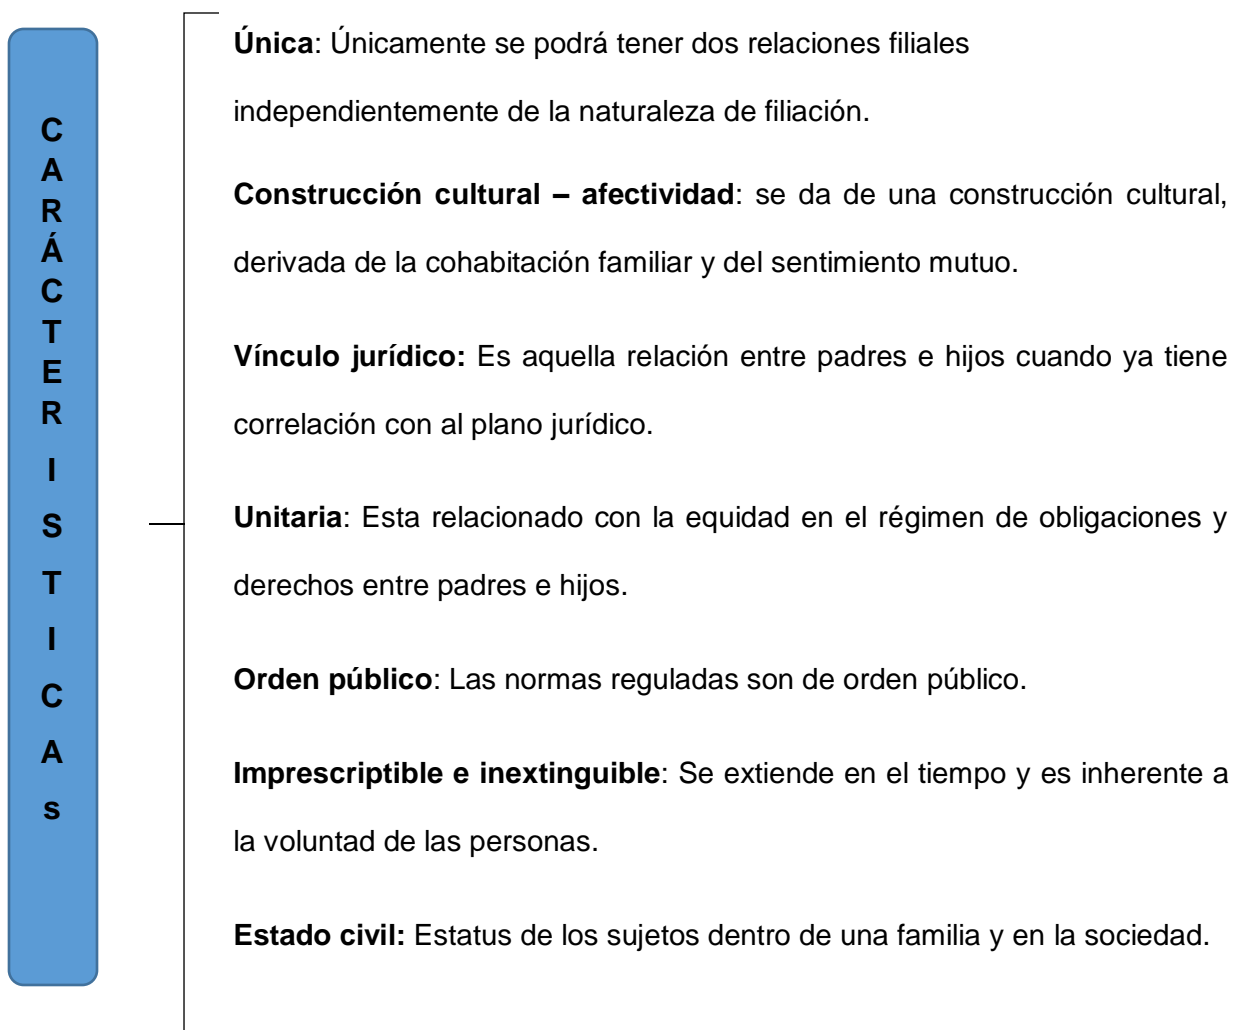 C
A
R
Á
C
T
E
R
I
S
T
I
C
A
s
Única: Únicamente se podrá tener dos relaciones filiales
independientemente de la naturaleza de filiación.
Construcción cultural – afectividad: se da de una construcción cultural,
derivada de la cohabitación familiar y del sentimiento mutuo.
Vínculo jurídico: Es aquella relación entre padres e hijos cuando ya tiene
correlación con al plano jurídico.
Unitaria: Esta relacionado con la equidad en el régimen de obligaciones y
derechos entre padres e hijos.
Orden público: Las normas reguladas son de orden público.
Imprescriptible e inextinguible: Se extiende en el tiempo y es inherente a
la voluntad de las personas.
Estado civil: Estatus de los sujetos dentro de una familia y en la sociedad.